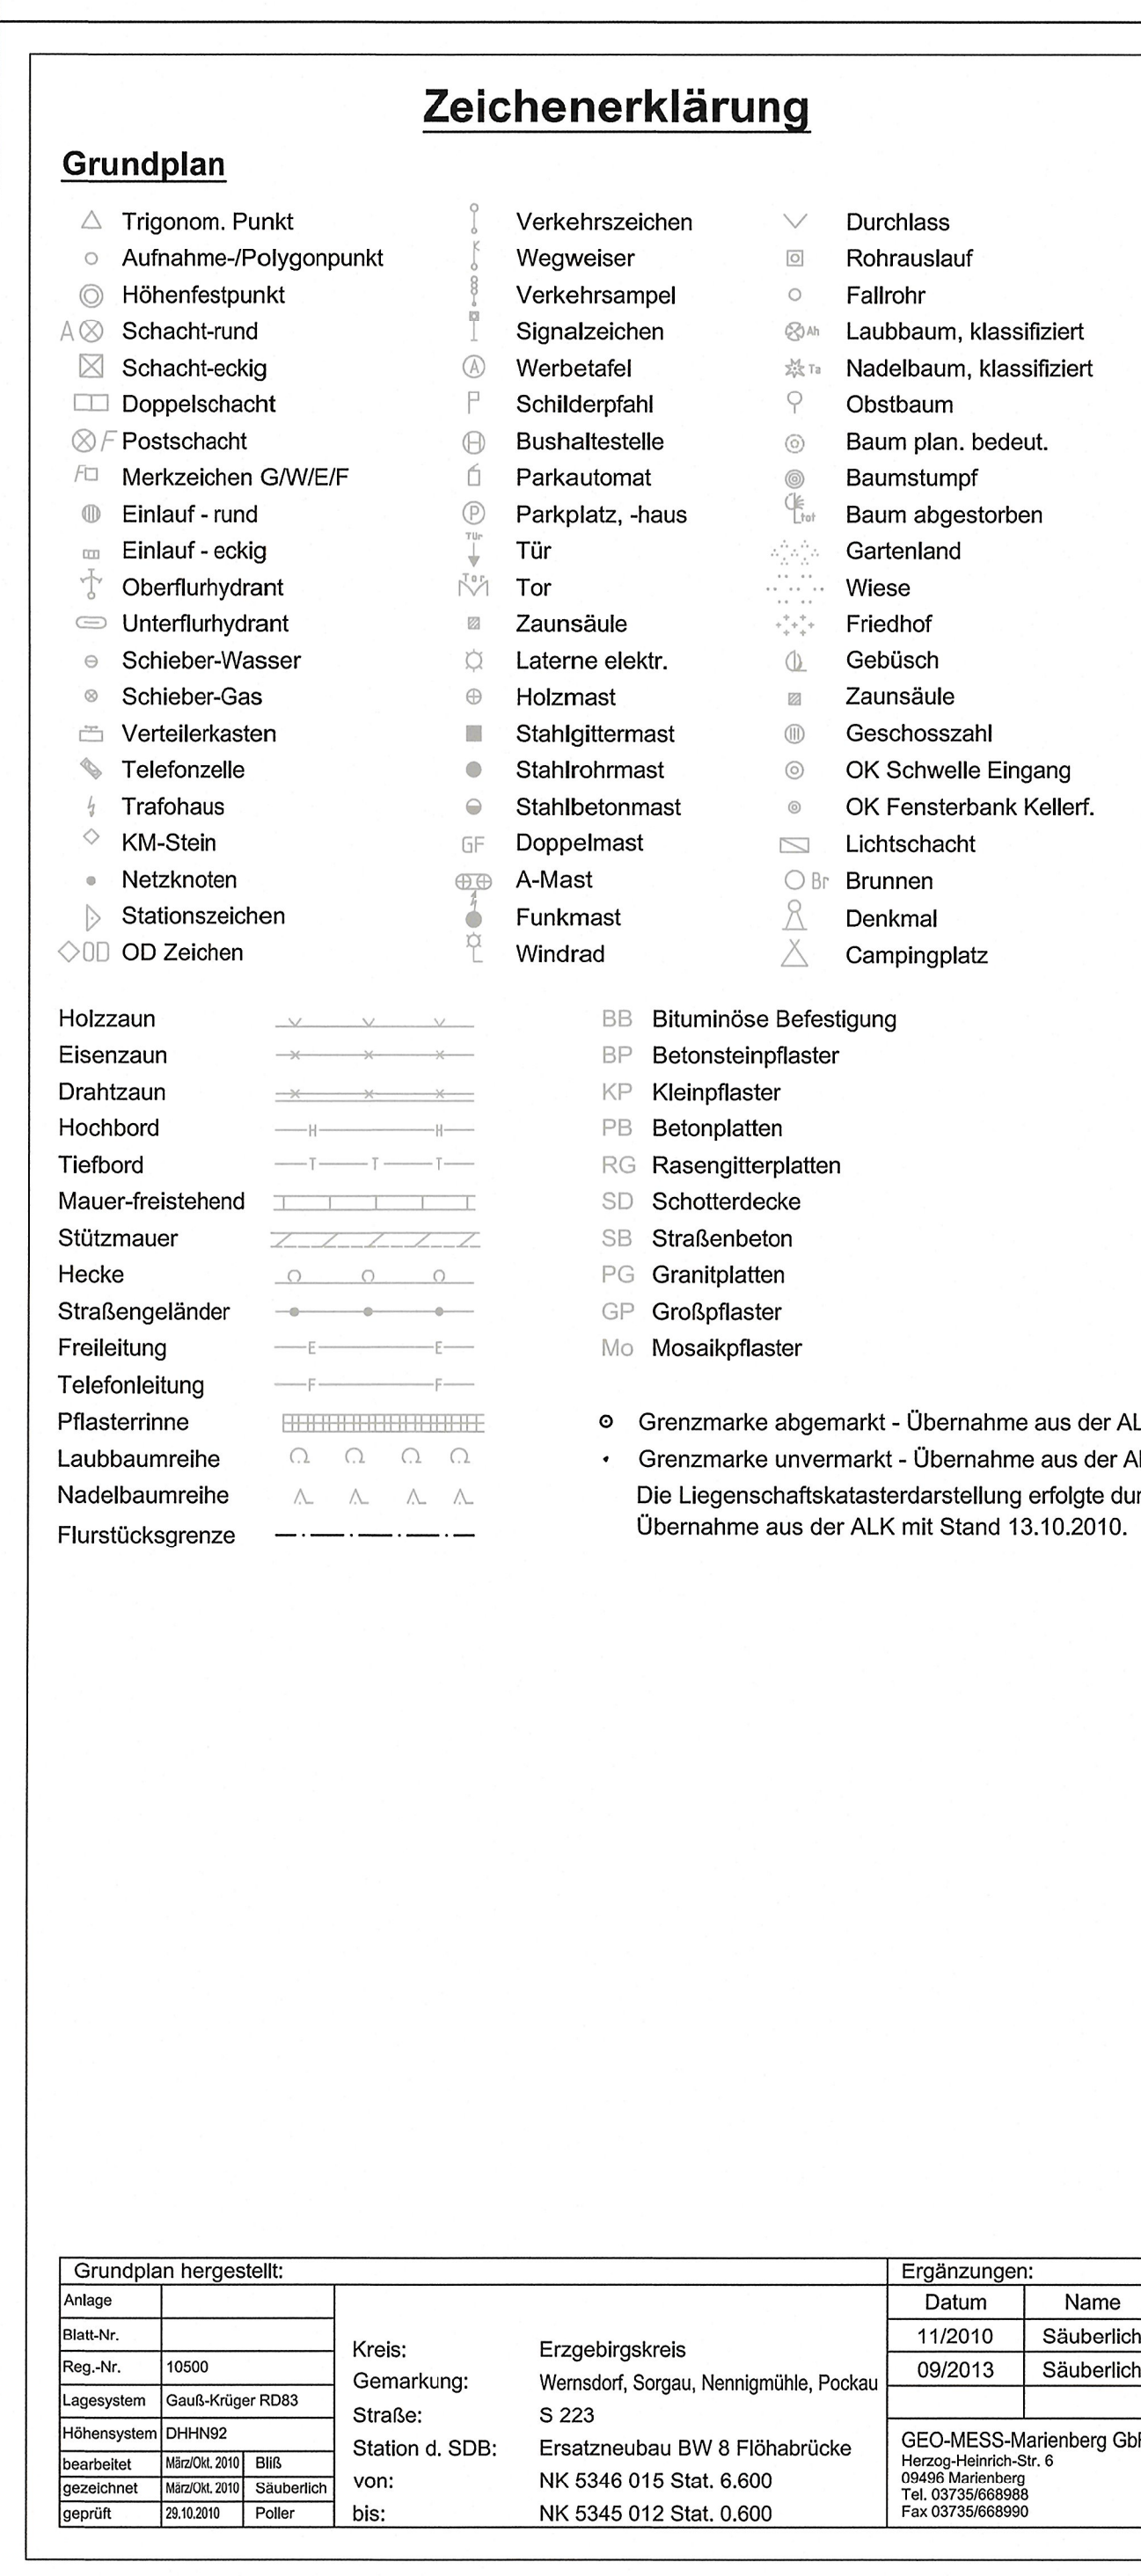 Zeichenerklärung
Grundplan
Trigonom. Punkt
Aufnahme-/Polygonpunkt
Höhenfestpunkt
A Schacht-rund
Schacht-eckig
Doppelschacht
F Postschacht
F Merkzeichen G/W/E/F
Einlauf - rund
Einlauf - eckig
Oberflurhydrant
Unterflurhydrant
Schieber-Wasser
Schieber-Gas
Verteilerkasten
Telefonzelle
Trafohaus
KM-Stein
Netzknoten
Stationszeichen
OD OD Zeichen
Verkehrszeichen
Wegweiser
Verkehrsampel
Signalzeichen
A Werbetafel
Schilderpfahl
H Bushaltestelle
Parkautomat
P Parkplatz, -haus
Tür Tür
Tor Tor
Zaunsäule
Laterne elektr.
Holzmast
Stahlgittermast
Stahlrohrmast
Stahlbetonmast
GF Doppelmast
A-Mast
Funkmast
Windrad
Durchlass
Rohrauslauf
Fallrohr
Ah Laubbaum, klassifiziert
Ta Nadelbaum, klassifiziert
Obstbaum
Baum plan. bedeut.
Baumstumpf
tot Baum abgestorben
Gartenland
Wiese
Friedhof
Gebüsch
Zaunsäule
III Geschosszahl
OK Schwelle Eingang
OK Fensterbank Kellerf.
Lichtschacht
Br Brunnen
Denkmal
Campingplatz
Holzzaun
Eisenzaun
Drahtzaun
Hochbord H H
Tiefbord T T T
Mauer-freistehend
Stützmauer
Hecke
Straßengeländer
Freileitung E E
Telefonleitung F F
Pflasterrinne
Laubbaumreihe
Nadelbaumreihe
Flurstücksgrenze
BB Bituminöse Befestigung
BP Betonsteinpflaster
KP Kleinpflaster
PB Betonplatten
RG Rasengitterplatten
SD Schotterdecke
SB Straßenbeton
PG Granitplatten
GP Großpflaster
Mo Mosaikpflaster
Grenzmarke abgemarkt - Übernahme aus der AL
Grenzmarke unvermarkt - Übernahme aus der Al
Die Liegenschaftskatasterdarstellung erfolgte dur
Übernahme aus der ALK mit Stand 13.10.2010.
Grundplan hergestellt:
Anlage
Blatt-Nr.
Reg.-Nr. 10500
Lagesystem Gauß-Krüger RD83
Höhensystem DHHN92
bearbeitet März/Okt. 2010 Bliß
gezeichnet März/Okt. 2010 Säuberlich
geprüft 29.10.2010 Poller
Kreis: Erzgebirgskreis
Gemarkung: Wernsdorf, Sorgau, Nennigmühle, Pockau
Straße: S 223
Station d. SDB: Ersatzneubau BW 8 Flöhabrücke
von: NK 5346 015 Stat. 6.600
bis: NK 5345 012 Stat. 0.600
Ergänzungen:
Datum Name
11/2010 Säuberlich
09/2013 Säuberlich
GEO-MESS-Marienberg Gb
Herzog-Heinrich-Str. 6
09496 Marienberg
Tel. 03735/668988
Fax 03735/668990